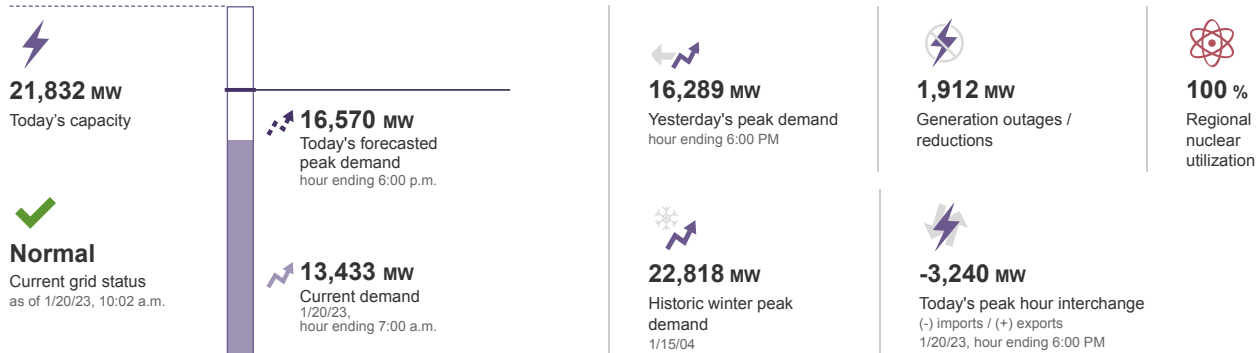 21,832 MW
Today's capacity
Normal
Current grid status
as of 1/20/23, 10:02 a.m.
16,570 MW
Today's forecasted
peak demand
hour ending 6:00 p.m.
13,433 MW
Current demand
1/20/23,
hour ending 7:00 a.m.
16,289 MW
Yesterday's peak demand
hour ending 6:00 PM
1,912 MW
Generation outages /
reductions
100 %
Regional
nuclear
utilization
22,818 MW
Historic winter peak
demand
1/15/04
-3,240 MW
Today's peak hour interchange
(-) imports / (+) exports
1/20/23, hour ending 6:00 PM